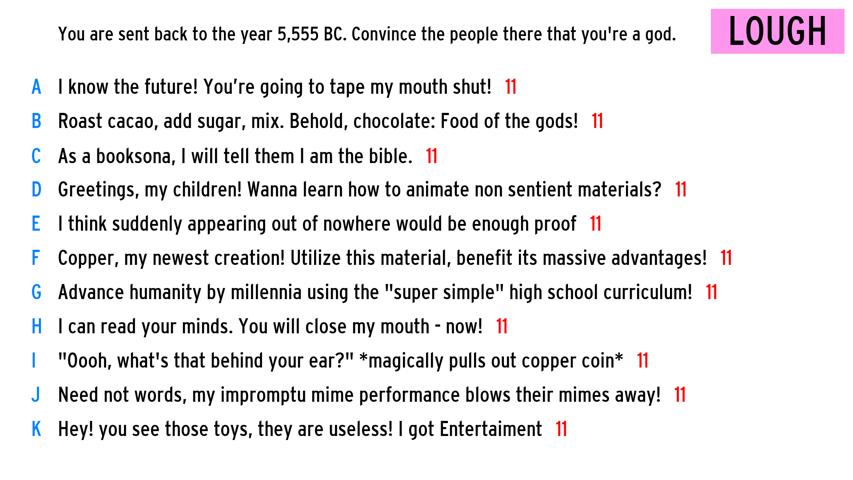 You are sent back to the year 5,555 BC. Convince the people there that you're a god.
LOUGH
A I know the future! You’re going to tape my mouth shut! 11
B Roast cacao, add sugar, mix. Behold, chocolate: Food of the gods! 11
C As a booksona, I will tell them I am the bible. 11
D Greetings, my children! Wanna learn how to animate non sentient materials? 11
E I think suddenly appearing out of nowhere would be enough proof 11
F Copper, my newest creation! Utilize this material, benefit its massive advantages! 11
G Advance humanity by millennia using the "super simple" high school curriculum! 11
H I can read your minds. You will close my mouth - now! 11
I "Oooh, what's that behind your ear?" *magically pulls out copper coin* 11
J Need not words, my impromptu mime performance blows their mimes away! 11
K Hey! you see those toys, they are useless! I got Entertaiment 11